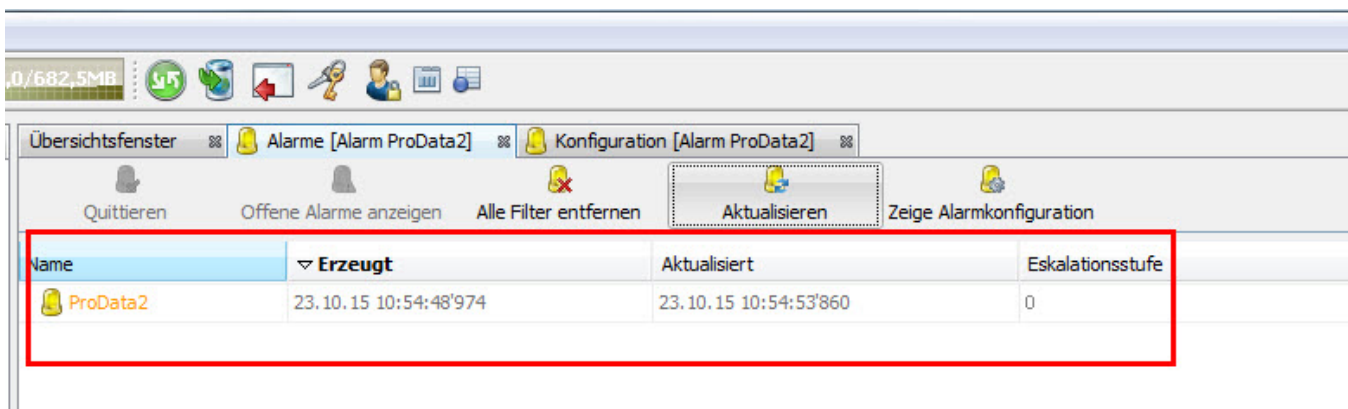 ,0/682,5MB
Übersichtsfenster Alarme [Alarm ProData2] Konfiguration [Alarm ProData2]
Quittieren Offene Alarme anzeigen Alle Filter entfernen Aktualisieren Zeige Alarmkonfiguration
Name Erzeugt Aktualisiert Eskalationsstufe
ProData2 23.10.15 10:54:48'974 23.10.15 10:54:53'860 0